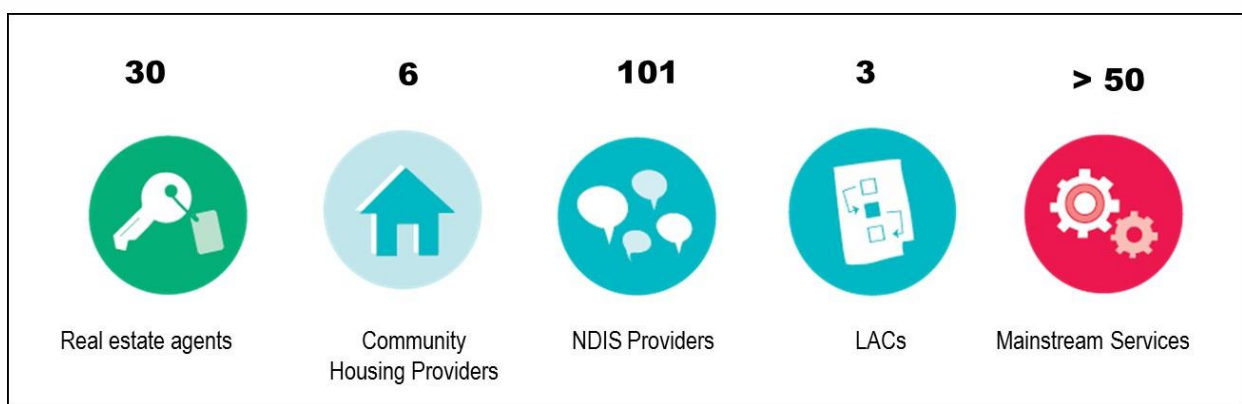 30
6
101
3
> 50
Real estate agents
Community
Housing Providers
NDIS Providers
LACs
Mainstream Services